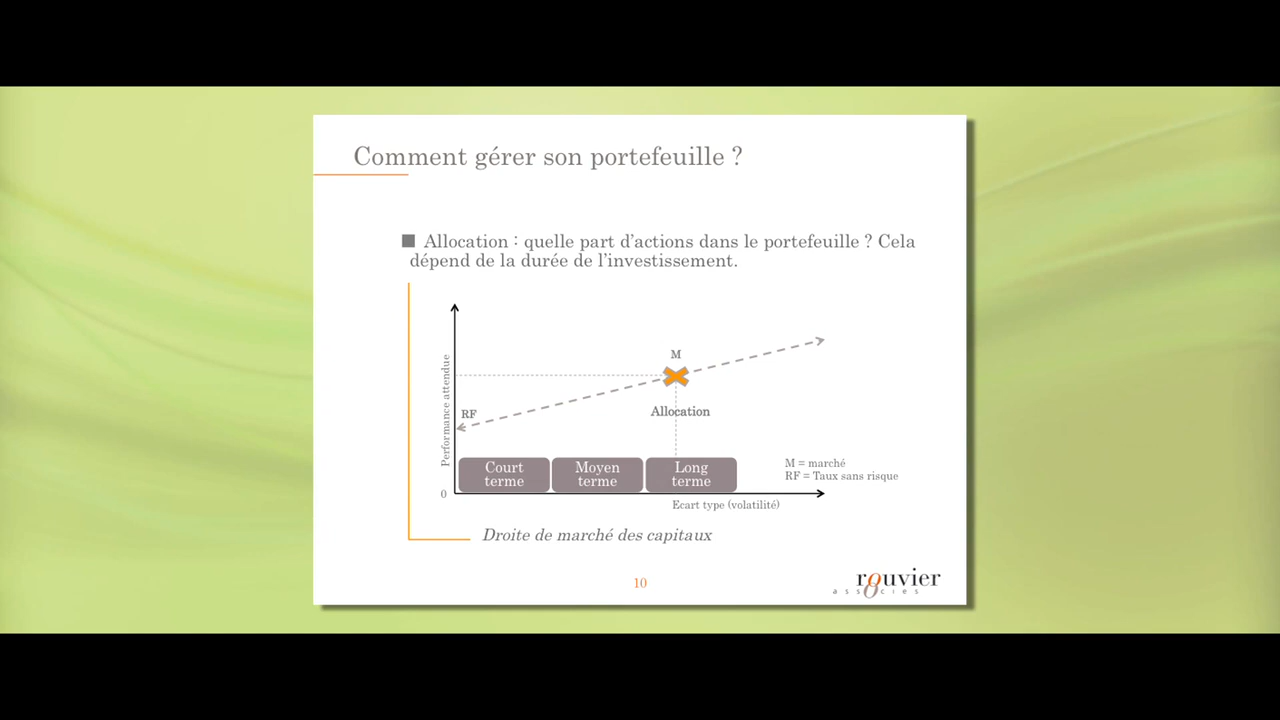 Comment gérer son portefeuille ?
■ Allocation : quelle part d’actions dans le portefeuille ? Cela
dépend de la durée de l’investissement.
Performance attendue
M
RF
Allocation
Court
terme
Moyen
terme
Long
terme
M = marché
RF = Taux sans risque
0
Ecart type (volatilité)
Droite de marché des capitaux
10
rouvier
associés